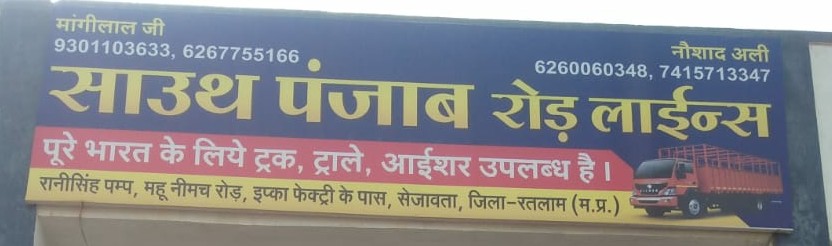 मांगीलाल जी
9301103633, 6267755166
नौशाद अली
6260060348, 7415713347
साउथ पंजाब रोड़ लाईन्स
पूरे भारत के लिये ट्रक, ट्राले, आईशर उपलब्ध है।
रानीसिंह पम्प, महू नीमच रोड़, इप्का फेक्ट्री के पास, सेजावता, जिला-रतलाम (म.प्र.)